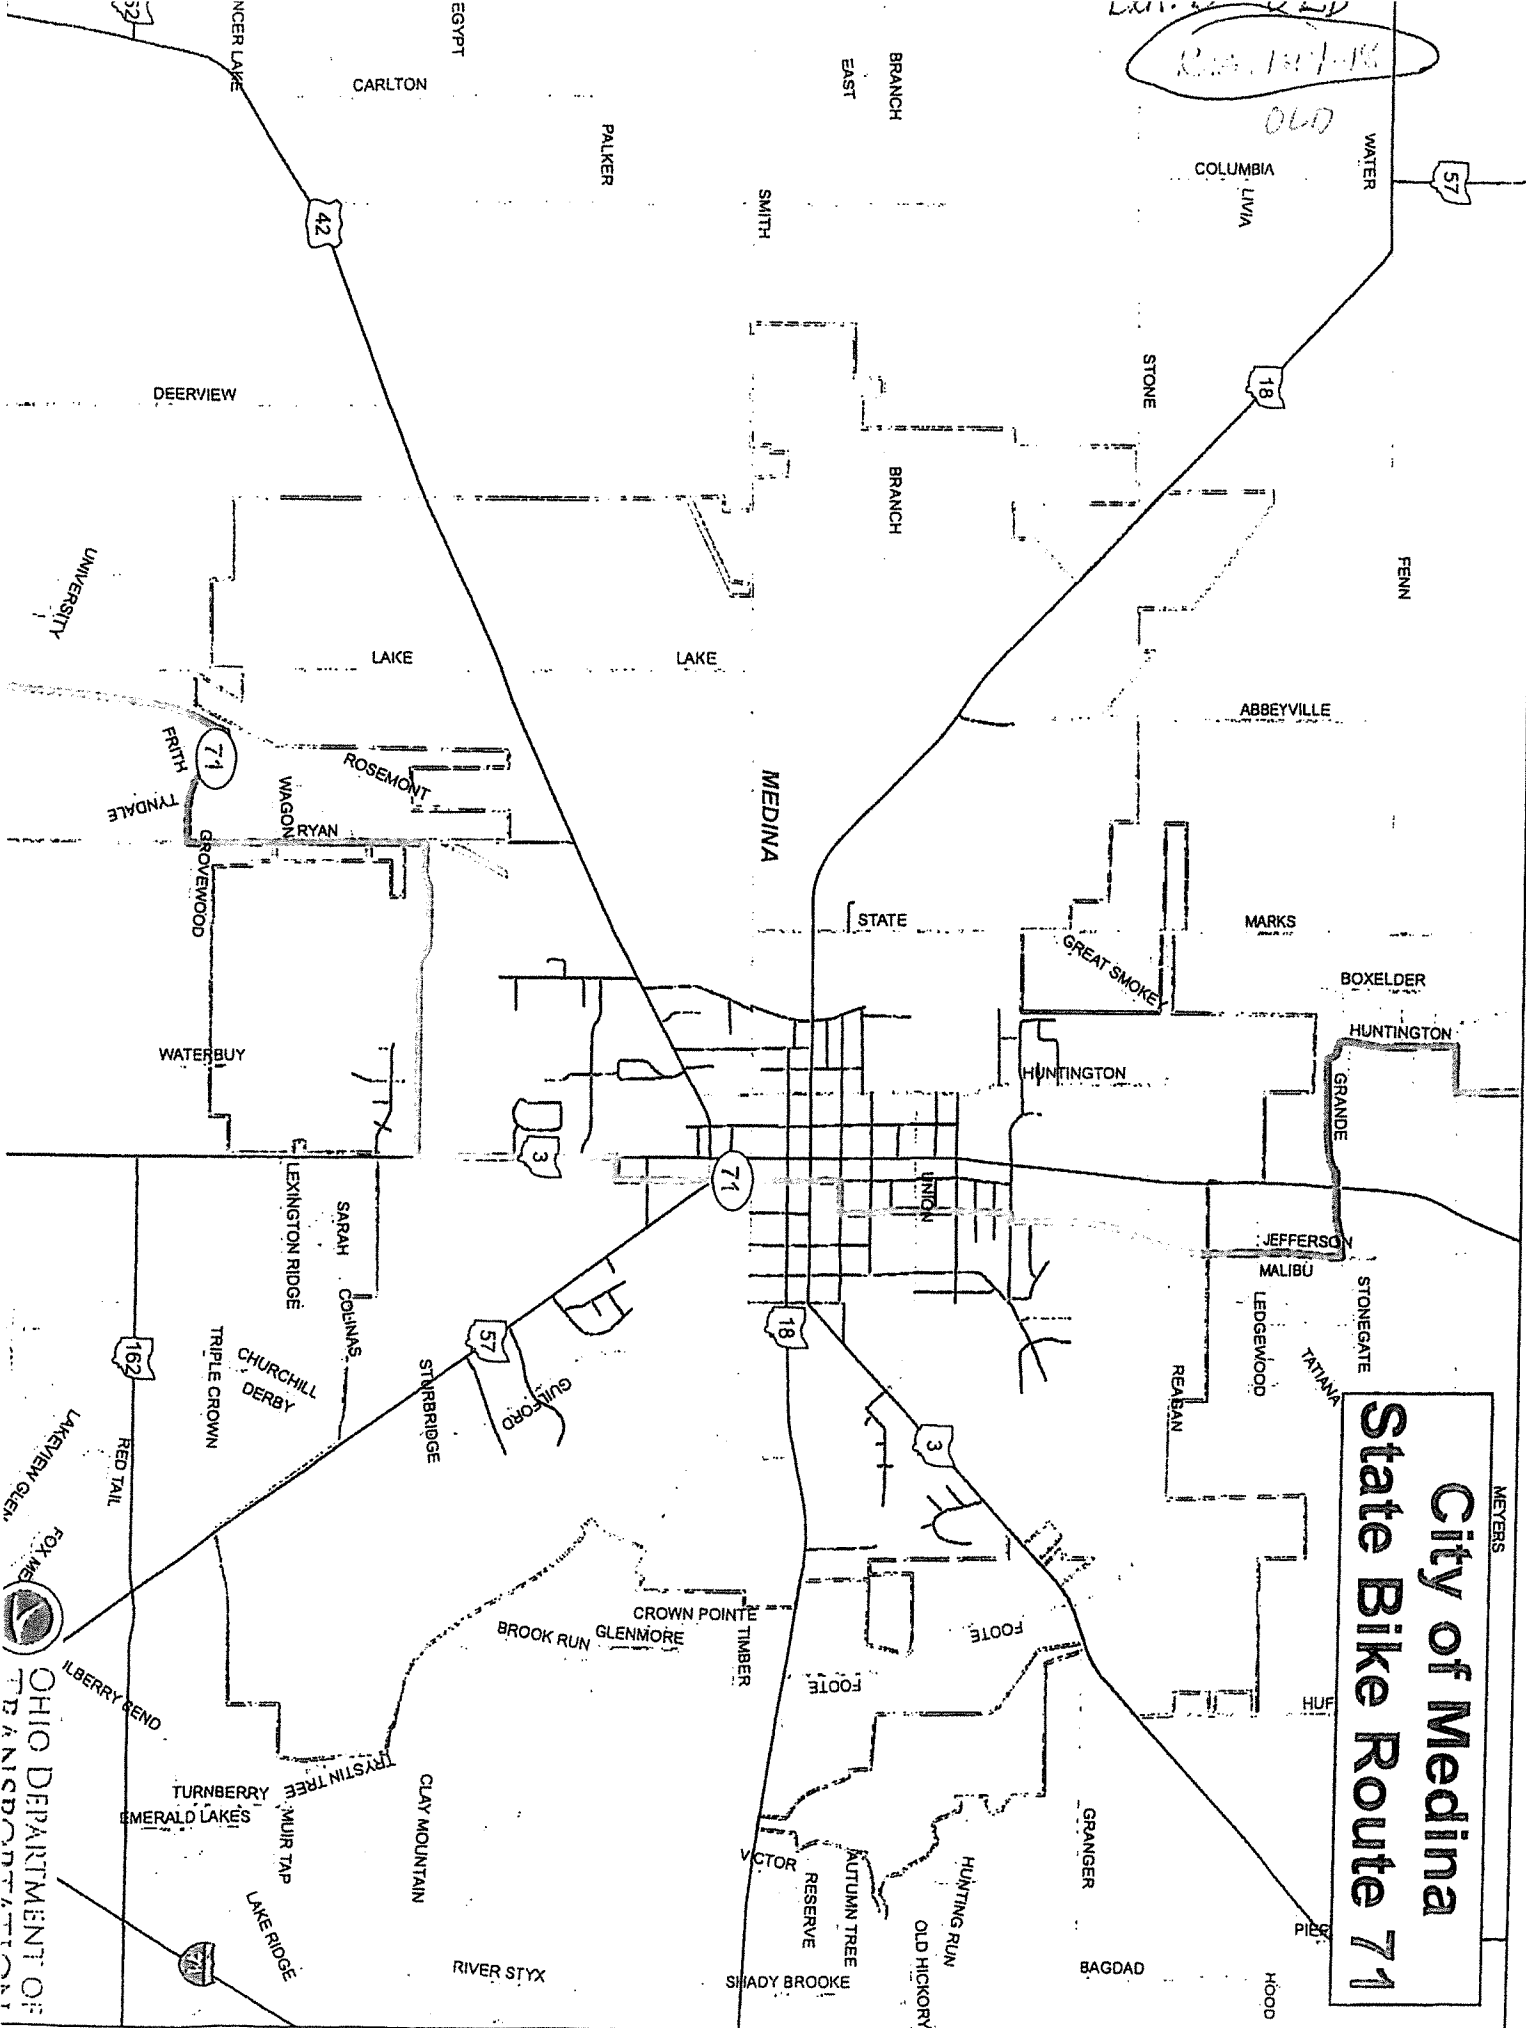 City of Medina
State Bike Route 71
OLD
57
WATER
COLUMBIA
LIVIA
BRANCH
EAST
EGYPT
CARLTON
PALKER
SMITH
42
18
STONE
DEERVIEW
BRANCH
FENN
UNIVERSITY
LAKE
LAKE
ABBEYVILLE
FRITH
71
TYNDALE
WAGON
ROSEMONT
RYAN
GROVEWOOD
MEDINA
STATE
MARKS
GREAT SMOKEY
BOXELDER
HUNTINGTON
GRANDE
HUNTINGTON
WATERBUY
3
71
UNION
JEFFERSON
MALIBU
LEXINGTON RIDGE
SARAH
COLINAS
STONEGATE
LEDGEWOOD
TATIANA
REAGAN
162
TRIPLE CROWN
CHURCHILL
DERBY
STURBRIDGE
57
GUILFORD
18
3
MEYERS
LAKEVIEW GLEN
RED TAIL
FOX ME
ILBERRY BEND
BROOK RUN
GLENMORE
CROWN POINTE
TIMBER
FOOTE
FOOTE
HUF
TURNBERRY
EMERALD LAKES
TRYSTIN TREE
MUIR TAP
CLAY MOUNTAIN
LAKE RIDGE
RIVER STYX
VICTOR
RESERVE
AUTUMN TREE
SHADY BROOKE
HUNTING RUN
OLD HICKORY
GRANGER
BAGDAD
PIER
HOOD
OHIO DEPARTMENT OF
TRANSPORTATION